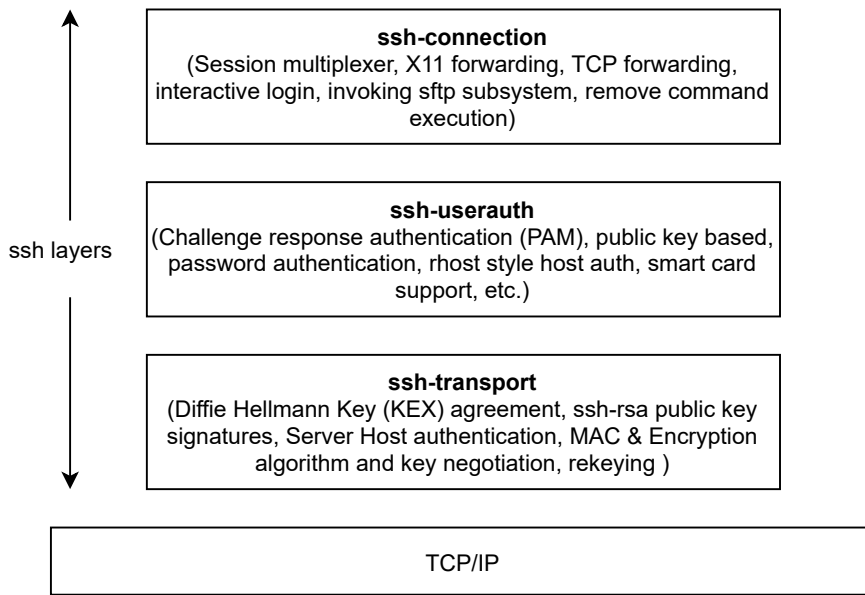 ssh-connection
(Session multiplexer, X11 forwarding, TCP forwarding,
interactive login, invoking sftp subsystem, remove command
execution)
ssh-userauth
(Challenge response authentication (PAM), public key based,
password authentication, rhost style host auth, smart card
support, etc.)
ssh layers
ssh-transport
(Diffie Hellmann Key (KEX) agreement, ssh-rsa public key
signatures, Server Host authentication, MAC & Encryption
algorithm and key negotiation, rekeying )
TCP/IP